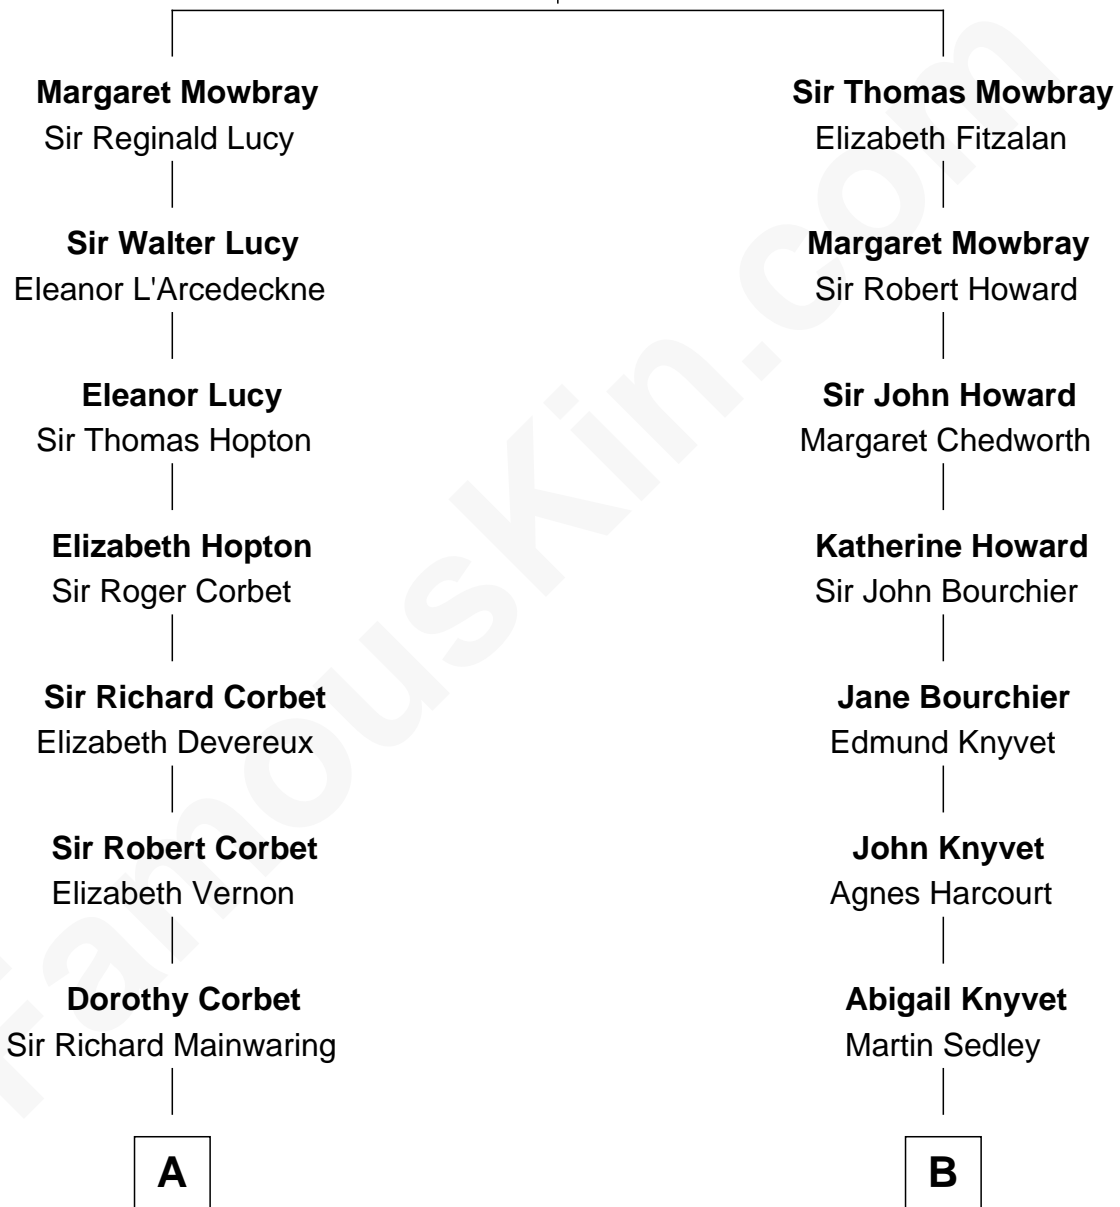 Margaret Mowbray
Sir Reginald Lucy
Sir Walter Lucy
Eleanor L'Arcedeckne
Eleanor Lucy
Sir Thomas Hopton
Elizabeth Hopton
Sir Roger Corbet
Sir Richard Corbet
Elizabeth Devereux
Sir Robert Corbet
Elizabeth Vernon
Dorothy Corbet
Sir Richard Mainwaring
A
Sir Thomas Mowbray
Elizabeth Fitzalan
Margaret Mowbray
Sir Robert Howard
Sir John Howard
Margaret Chedworth
Katherine Howard
Sir John Bourchier
Jane Bourchier
Edmund Knyvet
John Knyvet
Agnes Harcourt
Abigail Knyvet
Martin Sedley
B
FamousKin.com